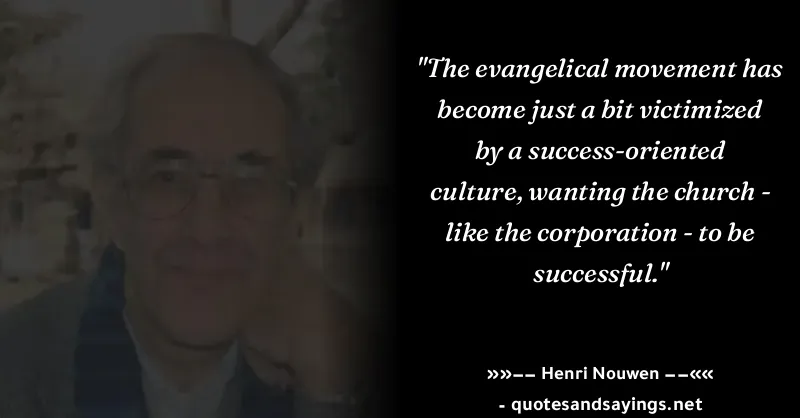 "The evangelical movement has
become just a bit victimized
by a success-oriented
culture, wanting the church -
like the corporation - to be
successful."
»»−− Henri Nouwen −−««
- quotesandsayings.net